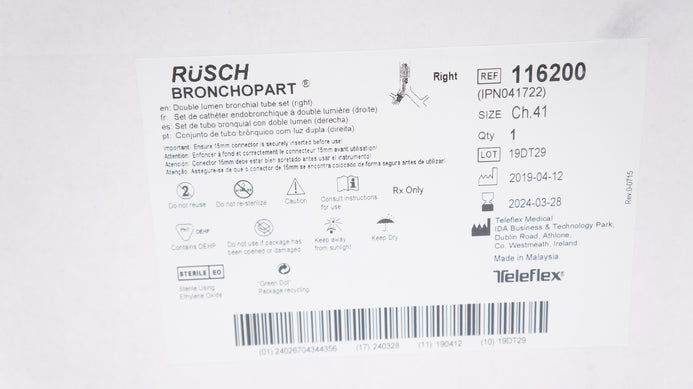 RÜSCH
BRONCHOPART ®
en: Double lumen bronchial tube set (right)
fr: Set de cathéter endobronchique à double lumière (droite)
es: Set de tubo bronquial con doble lumen (derecha)
pt: Conjunto de tubo brônquico com luz dupla (direita)
Important: Ensure 15mm connector is securely inserted before use!
Attention: Enfoncer à fond et correctement le connecteur 15mm avant utilisation!
Atención: Conector 15mm debe estar bien apretado antes usar el instrumento!
Atenção: Assegure-se de que o conector de 15mm se encontra colocado de forma segura antes de utilizar!
Right
REF 116200
(IPN041722)
SIZE Ch.41
Qty 1
LOT 19DT29
2019-04-12
2024-03-28
2
Do not reuse
Do not re-sterilize
Caution
Consult instructions for use
Rx Only
PHT DEHP
Contains DEHP
Do not use if package has been opened or damaged
Keep away from sunlight
Keep Dry
STERILE EO
Sterile Using Ethylene Oxide
"Green Dot" Package recycling
Teleflex Medical
IDA Business & Technology Park,
Dublin Road, Athlone,
Co. Westmeath, Ireland
Made in Malaysia
Teleflex®
Rev.0-0715
(01) 24026704344356 (17) 240328 (11) 190412 (10) 19DT29